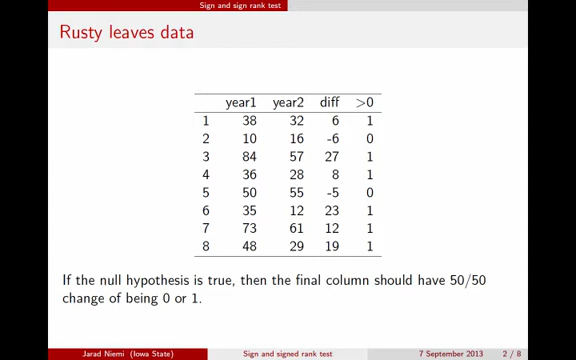 Sign and sign rank test
Rusty leaves data
year1 year2 diff >0
1 38 32 6 1
2 10 16 -6 0
3 84 57 27 1
4 36 28 8 1
5 50 55 -5 0
6 35 12 23 1
7 73 61 12 1
8 48 29 19 1
If the null hypothesis is true, then the final column should have 50/50
change of being 0 or 1.
Jarad Niemi (Iowa State) Sign and signed rank test 7 September 2013 2 / 8